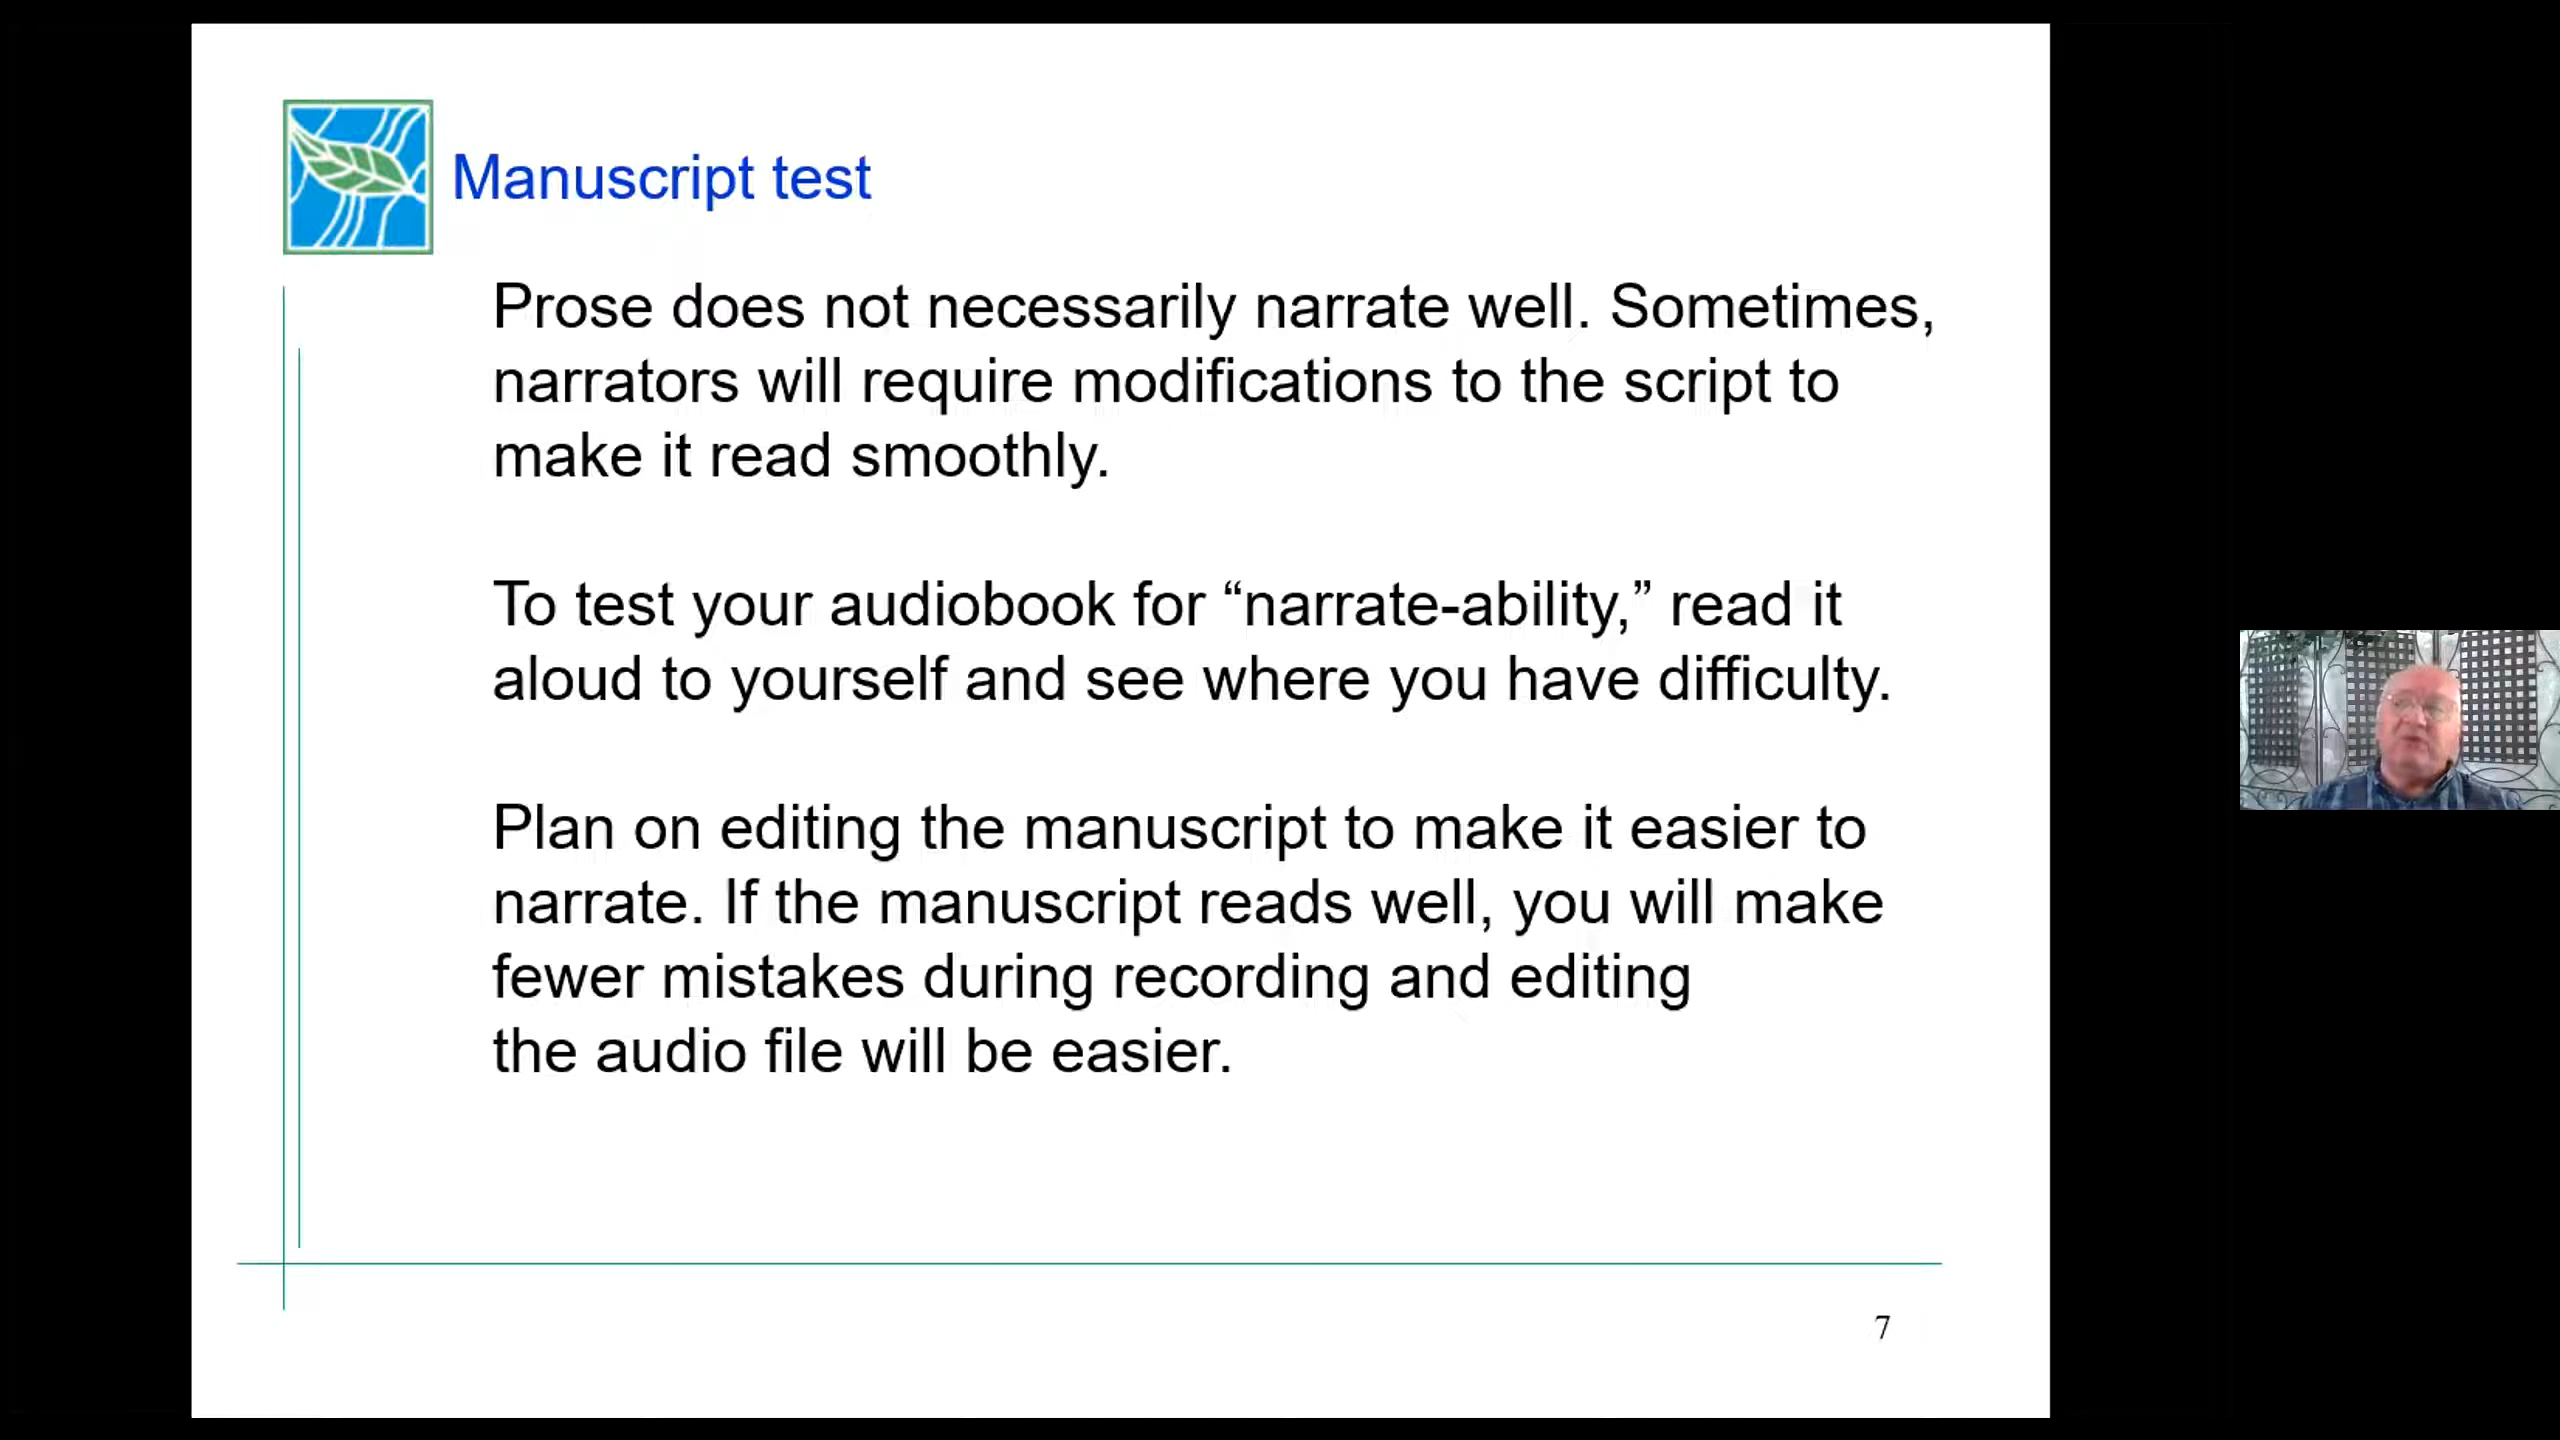 Manuscript test
Prose does not necessarily narrate well. Sometimes,
narrators will require modifications to the script to
make it read smoothly.
To test your audiobook for “narrate-ability,” read it
aloud to yourself and see where you have difficulty.
Plan on editing the manuscript to make it easier to
narrate. If the manuscript reads well, you will make
fewer mistakes during recording and editing
the audio file will be easier.
7